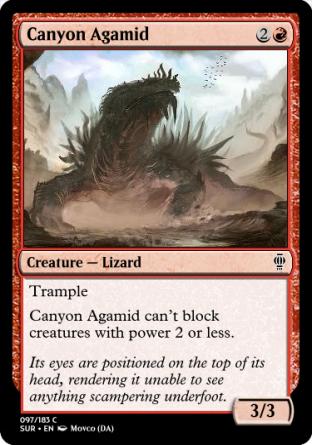 Canyon Agamid 2
Creature — Lizard
Trample
Canyon Agamid can't block
creatures with power 2 or less.
Its eyes are positioned on the top of its
head, rendering it unable to see
anything scampering underfoot.
3/3
097/183 C
SUR • EN Movco (DA)